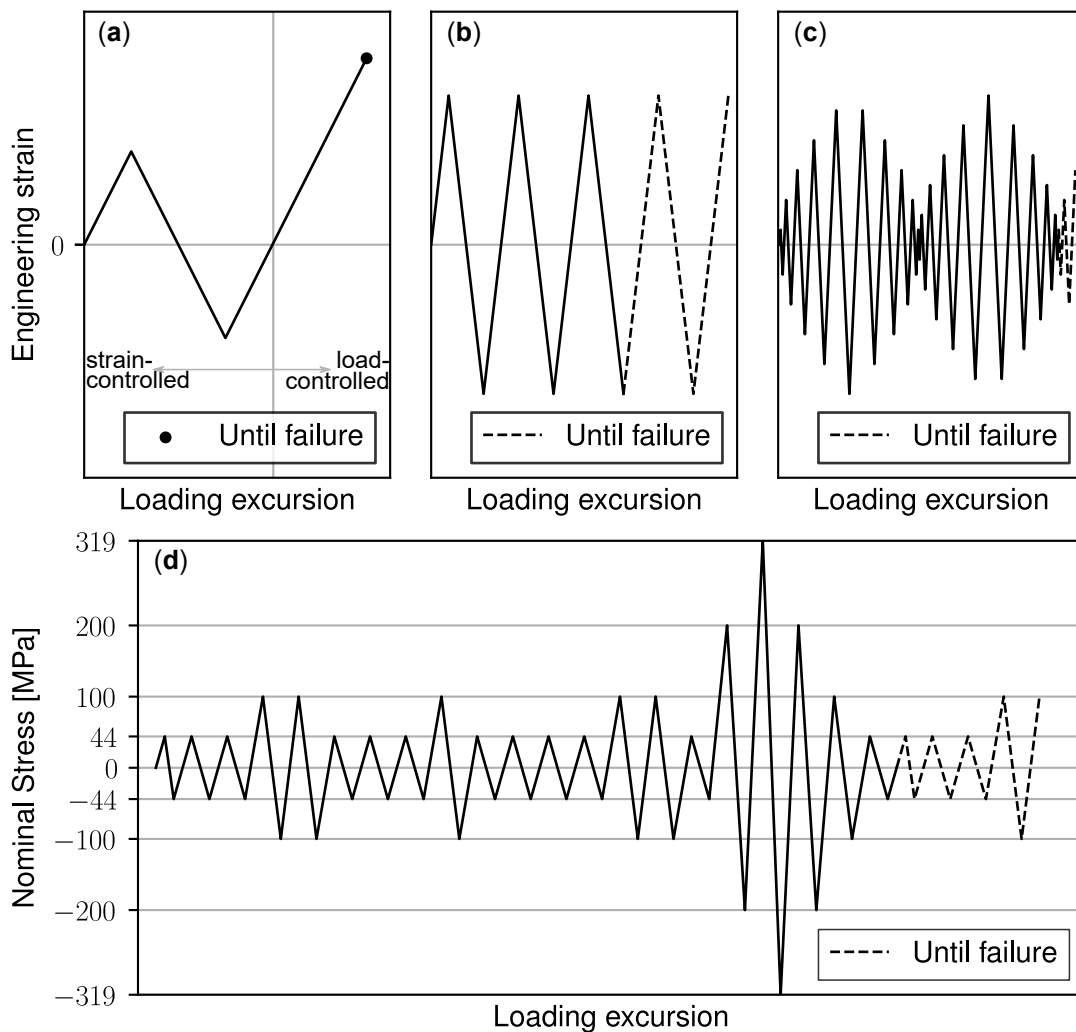 (a)
(b)
(c)
Engineering strain
0
strain-
controlled
load-
controlled
Until failure
Until failure
Until failure
Loading excursion
Loading excursion
Loading excursion
(d)
Nominal Stress [MPa]
319
200
100
44
0
−44
−100
−200
−319
Until failure
Loading excursion